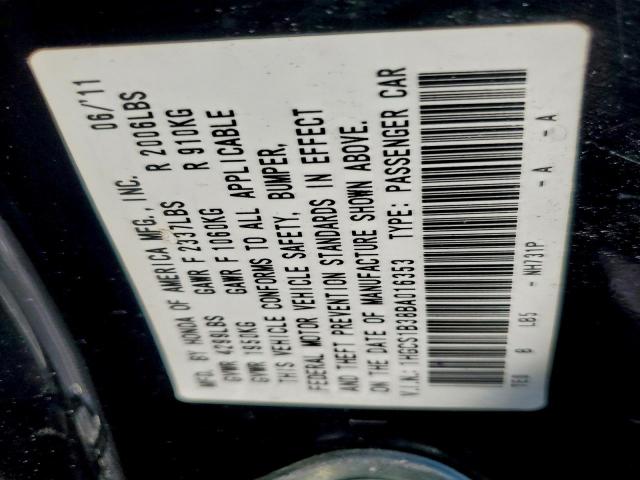 MFD. BY HONDA OF AMERICA MFG., INC. 06/'11
GVWR 4299LBS GAWR F 2337LBS R 2006LBS
GVWR 1950KG GAWR F 1060KG R 910KG
THIS VEHICLE CONFORMS TO ALL APPLICABLE
FEDERAL MOTOR VEHICLE SAFETY, BUMPER,
AND THEFT PREVENTION STANDARDS IN EFFECT
ON THE DATE OF MANUFACTURE SHOWN ABOVE.
V.I.N.: 1HGCS1B38BA016353 TYPE: PASSENGER CAR
TE0 B LB5 - NH731P - A - A